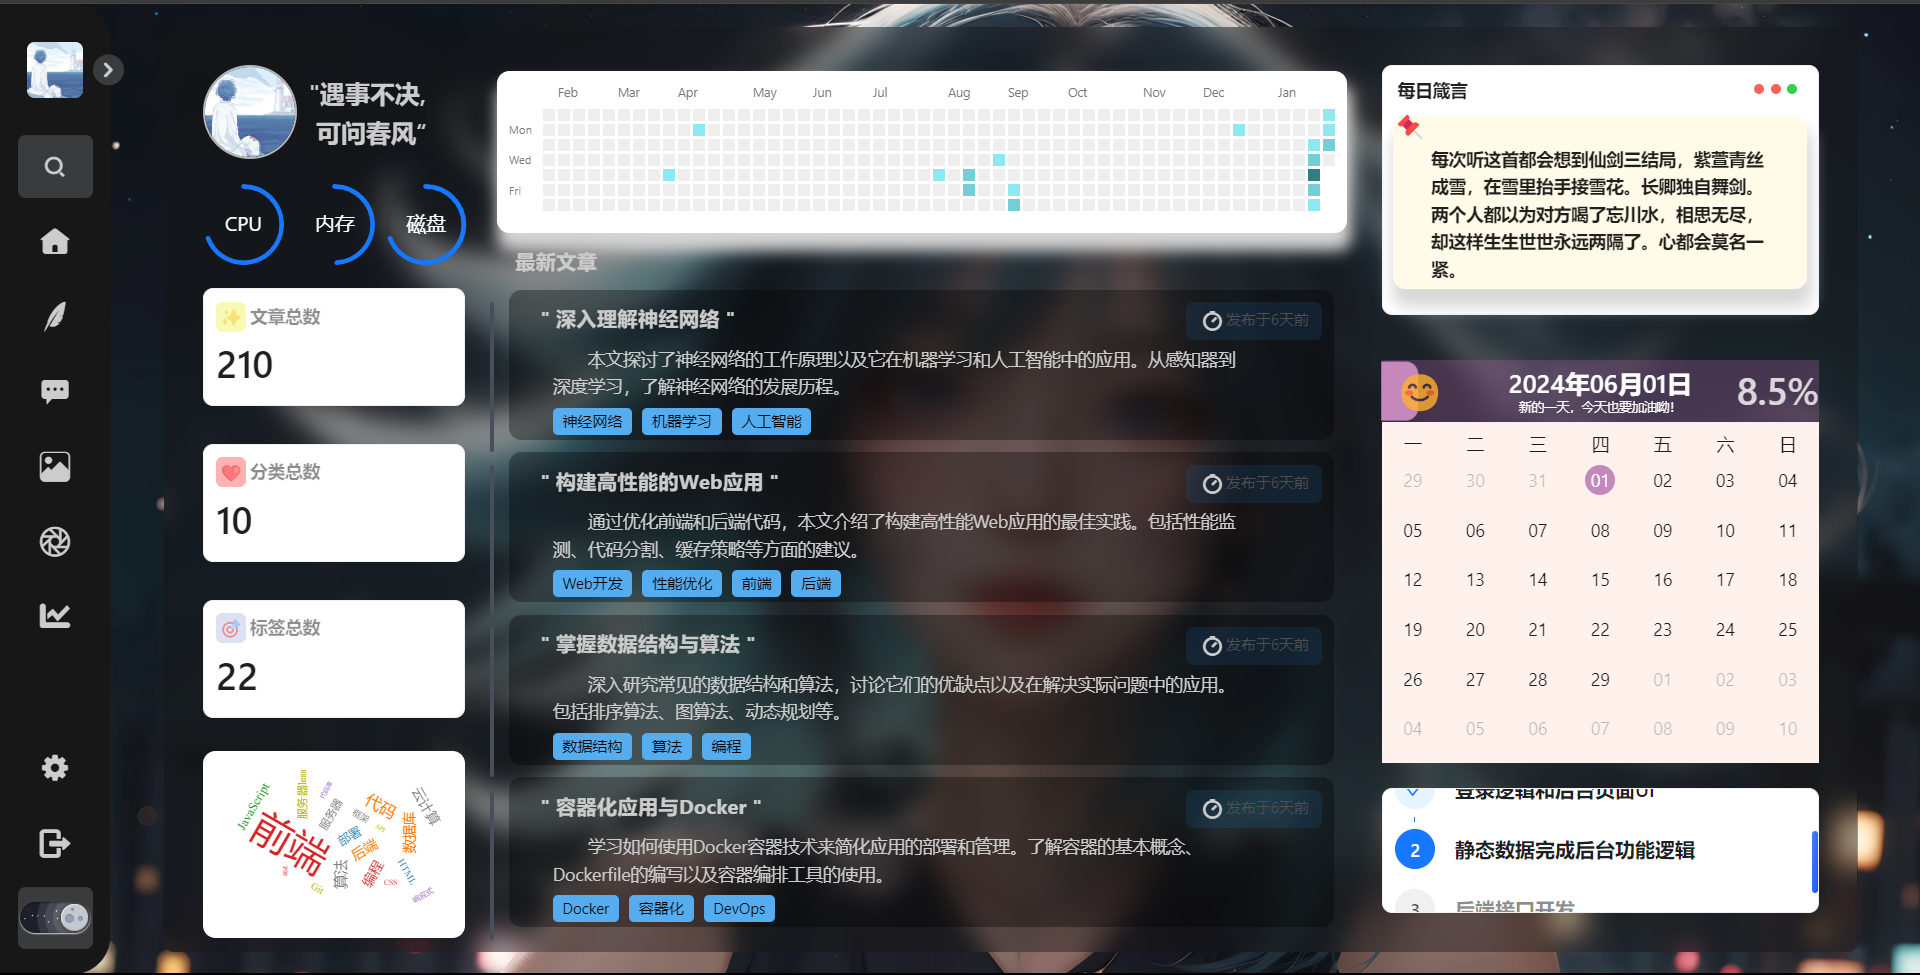 "遇事不决,
可问春风“
CPU
内存
磁盘
文章总数
210
分类总数
10
标签总数
22
JavaScript
服务器
代码
云计算
前端
部署
后端
数据库
算法
编程
HTML
CSS
Git
响应式
Feb Mar Apr May Jun Jul Aug Sep Oct Nov Dec Jan
Mon
Wed
Fri
最新文章
" 深入理解神经网络 "
发布于6天前
本文探讨了神经网络的工作原理以及它在机器学习和人工智能中的应用。从感知器到
深度学习，了解神经网络的发展历程。
神经网络 机器学习 人工智能
" 构建高性能的Web应用 "
发布于6天前
通过优化前端和后端代码，本文介绍了构建高性能Web应用的最佳实践。包括性能监
测、代码分割、缓存策略等方面的建议。
Web开发 性能优化 前端 后端
" 掌握数据结构与算法 "
发布于6天前
深入研究常见的数据结构和算法，讨论它们的优缺点以及在解决实际问题中的应用。
包括排序算法、图算法、动态规划等。
数据结构 算法 编程
" 容器化应用与Docker "
发布于6天前
学习如何使用Docker容器技术来简化应用的部署和管理。了解容器的基本概念、
Dockerfile的编写以及容器编排工具的使用。
Docker 容器化 DevOps
每日箴言
每次听这首都会想到仙剑三结局，紫萱青丝
成雪，在雪里抬手接雪花。长卿独自舞剑。
两个人都以为对方喝了忘川水，相思无尽，
却这样生生世世永远两隔了。心都会莫名一
紧。
2024年06月01日
新的一天，今天也要加油呦！
8.5%
一 二 三 四 五 六 日
29 30 31 01 02 03 04
05 06 07 08 09 10 11
12 13 14 15 16 17 18
19 20 21 22 23 24 25
26 27 28 29 01 02 03
04 05 06 07 08 09 10
登录逻辑和后台页面UI
2 静态数据完成后台功能逻辑
3 后端接口开发